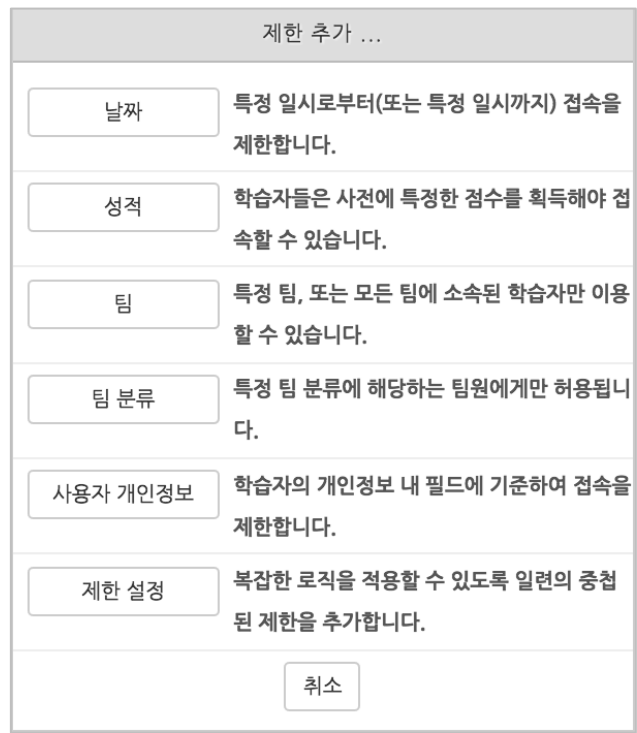 제한 추가 ...
날짜
특정 일시로부터(또는 특정 일시까지) 접속을
제한합니다.
성적
학습자들은 사전에 특정한 점수를 획득해야 접
속할 수 있습니다.
팀
특정 팀, 또는 모든 팀에 소속된 학습자만 이용
할 수 있습니다.
팀 분류
특정 팀 분류에 해당하는 팀원에게만 허용됩니
다.
사용자 개인정보
학습자의 개인정보 내 필드에 기준하여 접속을
제한합니다.
제한 설정
복잡한 로직을 적용할 수 있도록 일련의 중첩
된 제한을 추가합니다.
취소